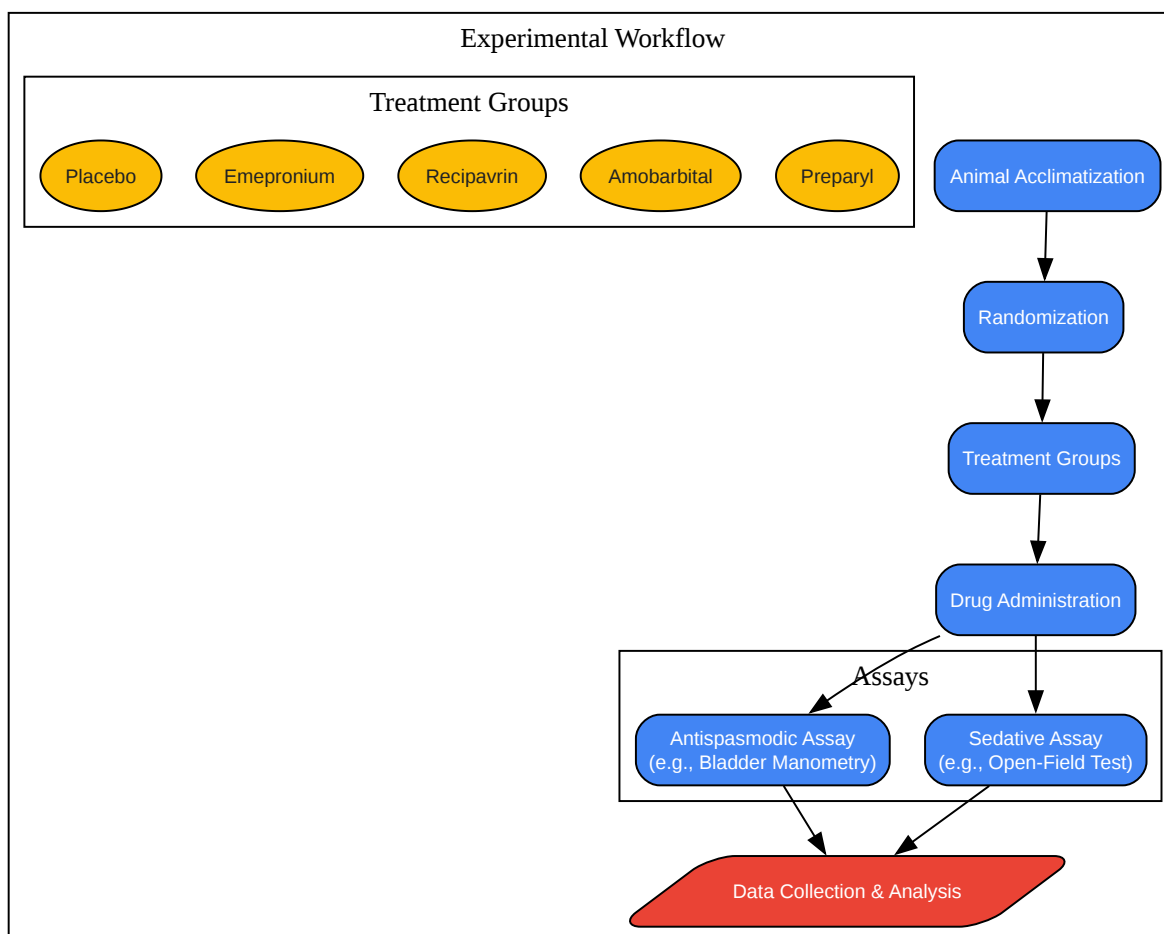 Experimental Workflow
Treatment Groups
Placebo
Emepronium
Recipavrin
Amobarbital
Preparyl
Animal Acclimatization
Randomization
Treatment Groups
Drug Administration
Assays
Antispasmodic Assay
(e.g., Bladder Manometry)
Sedative Assay
(e.g., Open-Field Test)
Data Collection & Analysis